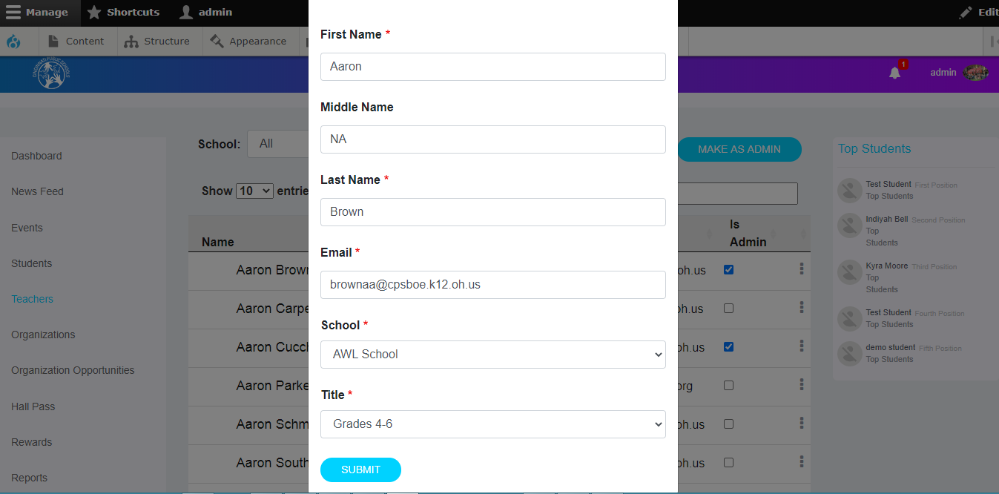 Manage
Shortcuts
admin
Edit
Content
Structure
Appearance
CINCINNATI PUBLIC SCHOOLS
1
admin
Dashboard
News Feed
Events
Students
Teachers
Organizations
Organization Opportunities
Hall Pass
Rewards
Reports
School: All
MAKE AS ADMIN
Show 10 entrie
Name
Is
Admin
Aaron Brown
oh.us
Aaron Carpe
oh.us
Aaron Cucch
oh.us
Aaron Parke
org
Aaron Schm
oh.us
Aaron South
oh.us
First Name *
Aaron
Middle Name
NA
Last Name *
Brown
Email *
brownaa@cpsboe.k12.oh.us
School *
AWL School
Title *
Grades 4-6
SUBMIT
Top Students
Test Student First Position
Top Students
Indiyah Bell Second Position
Top
Students
Kyra Moore Third Position
Top
Students
Test Student Fourth Position
Top Students
demo student Fifth Position
Top Students